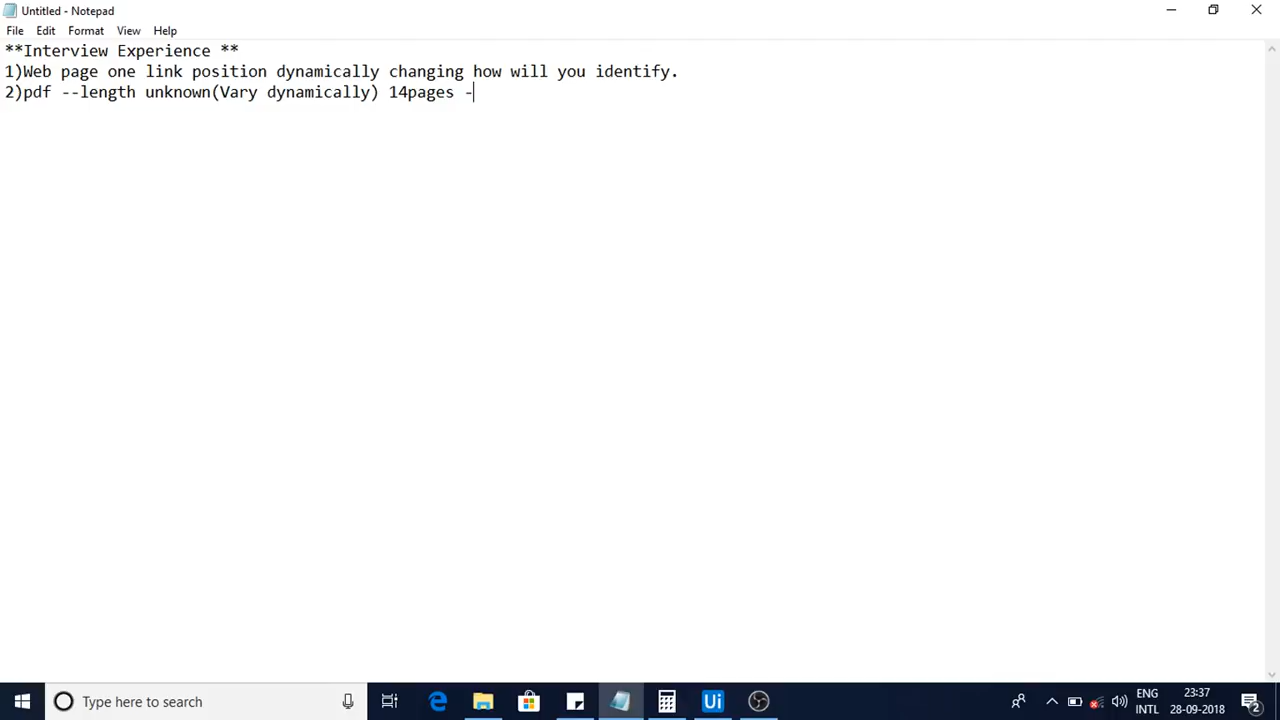 Untitled - Notepad
File Edit Format View Help
**Interview Experience **
1)Web page one link position dynamically changing how will you identify.
2)pdf --length unknown(Vary dynamically) 14pages -
Type here to search
Ui
ENG
INTL
23:37
28-09-2018
2